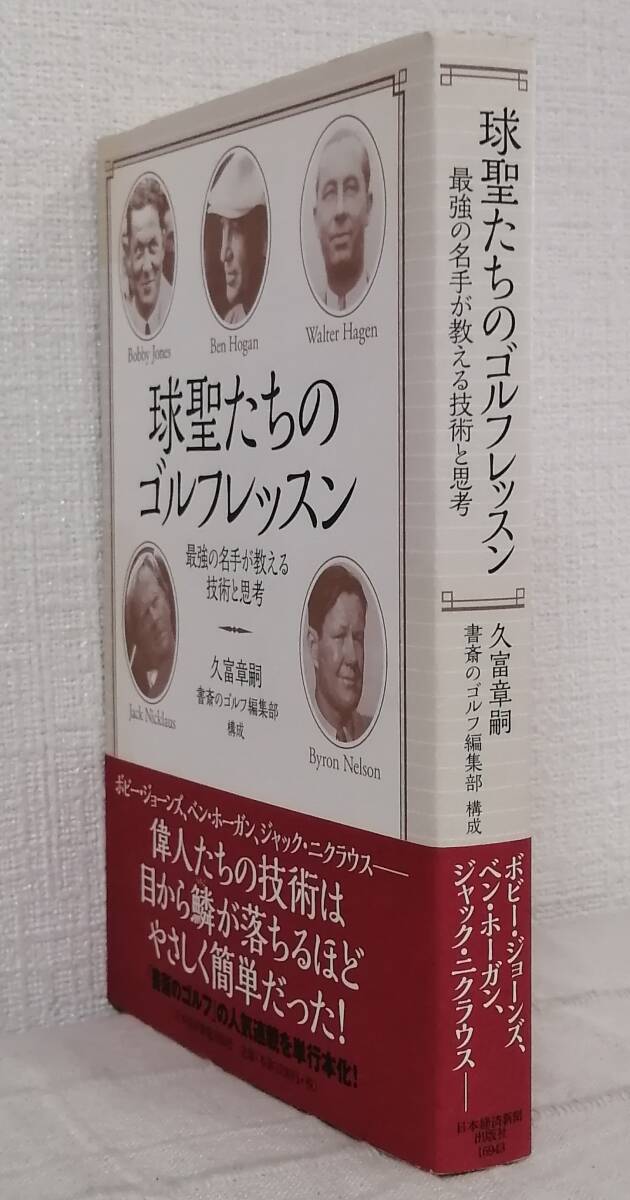 Bobby Jones
Ben Hogan
Walter Hagen
球聖たちの
ゴルフレッスン
最強の名手が教える
技術と思考
久富章嗣
書斎のゴルフ編集部
構成
Jack Nicklaus
Byron Nelson
ボビー・ジョーンズ、ベン・ホーガン、ジャック・ニクラウス——
偉人たちの技術は
目から鱗が落ちるほど
やさしく簡単だった!
「書斎のゴルフ」の人気連載を単行本化!
球聖たちのゴルフレッスン
最強の名手が教える技術と思考
久富章嗣
書斎のゴルフ編集部 構成
ボビー・ジョーンズ、
ベン・ホーガン、
ジャック・ニクラウス——
日本経済新聞
出版社
16943